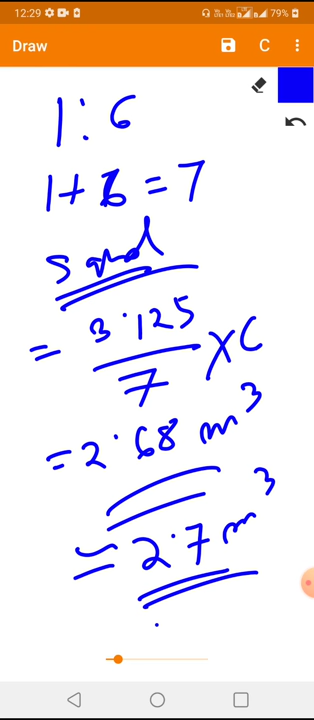 12:29 79%
Draw C
1:6
1+6=7
Sand
= 3.125/7 x 6
= 2.68 m³
= 2.7 m³